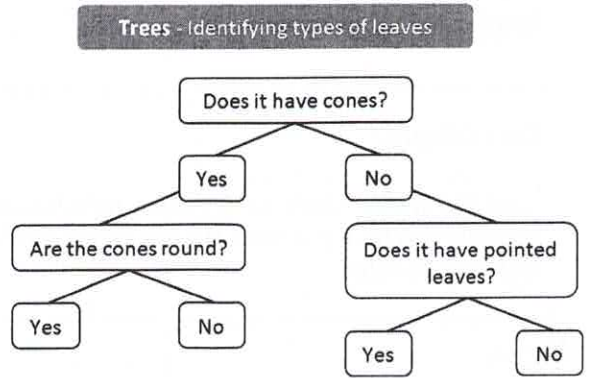 Trees - Identifying types of leaves
Does it have cones?
Yes
No
Are the cones round?
Does it have pointed
leaves?
Yes
No
Yes
No